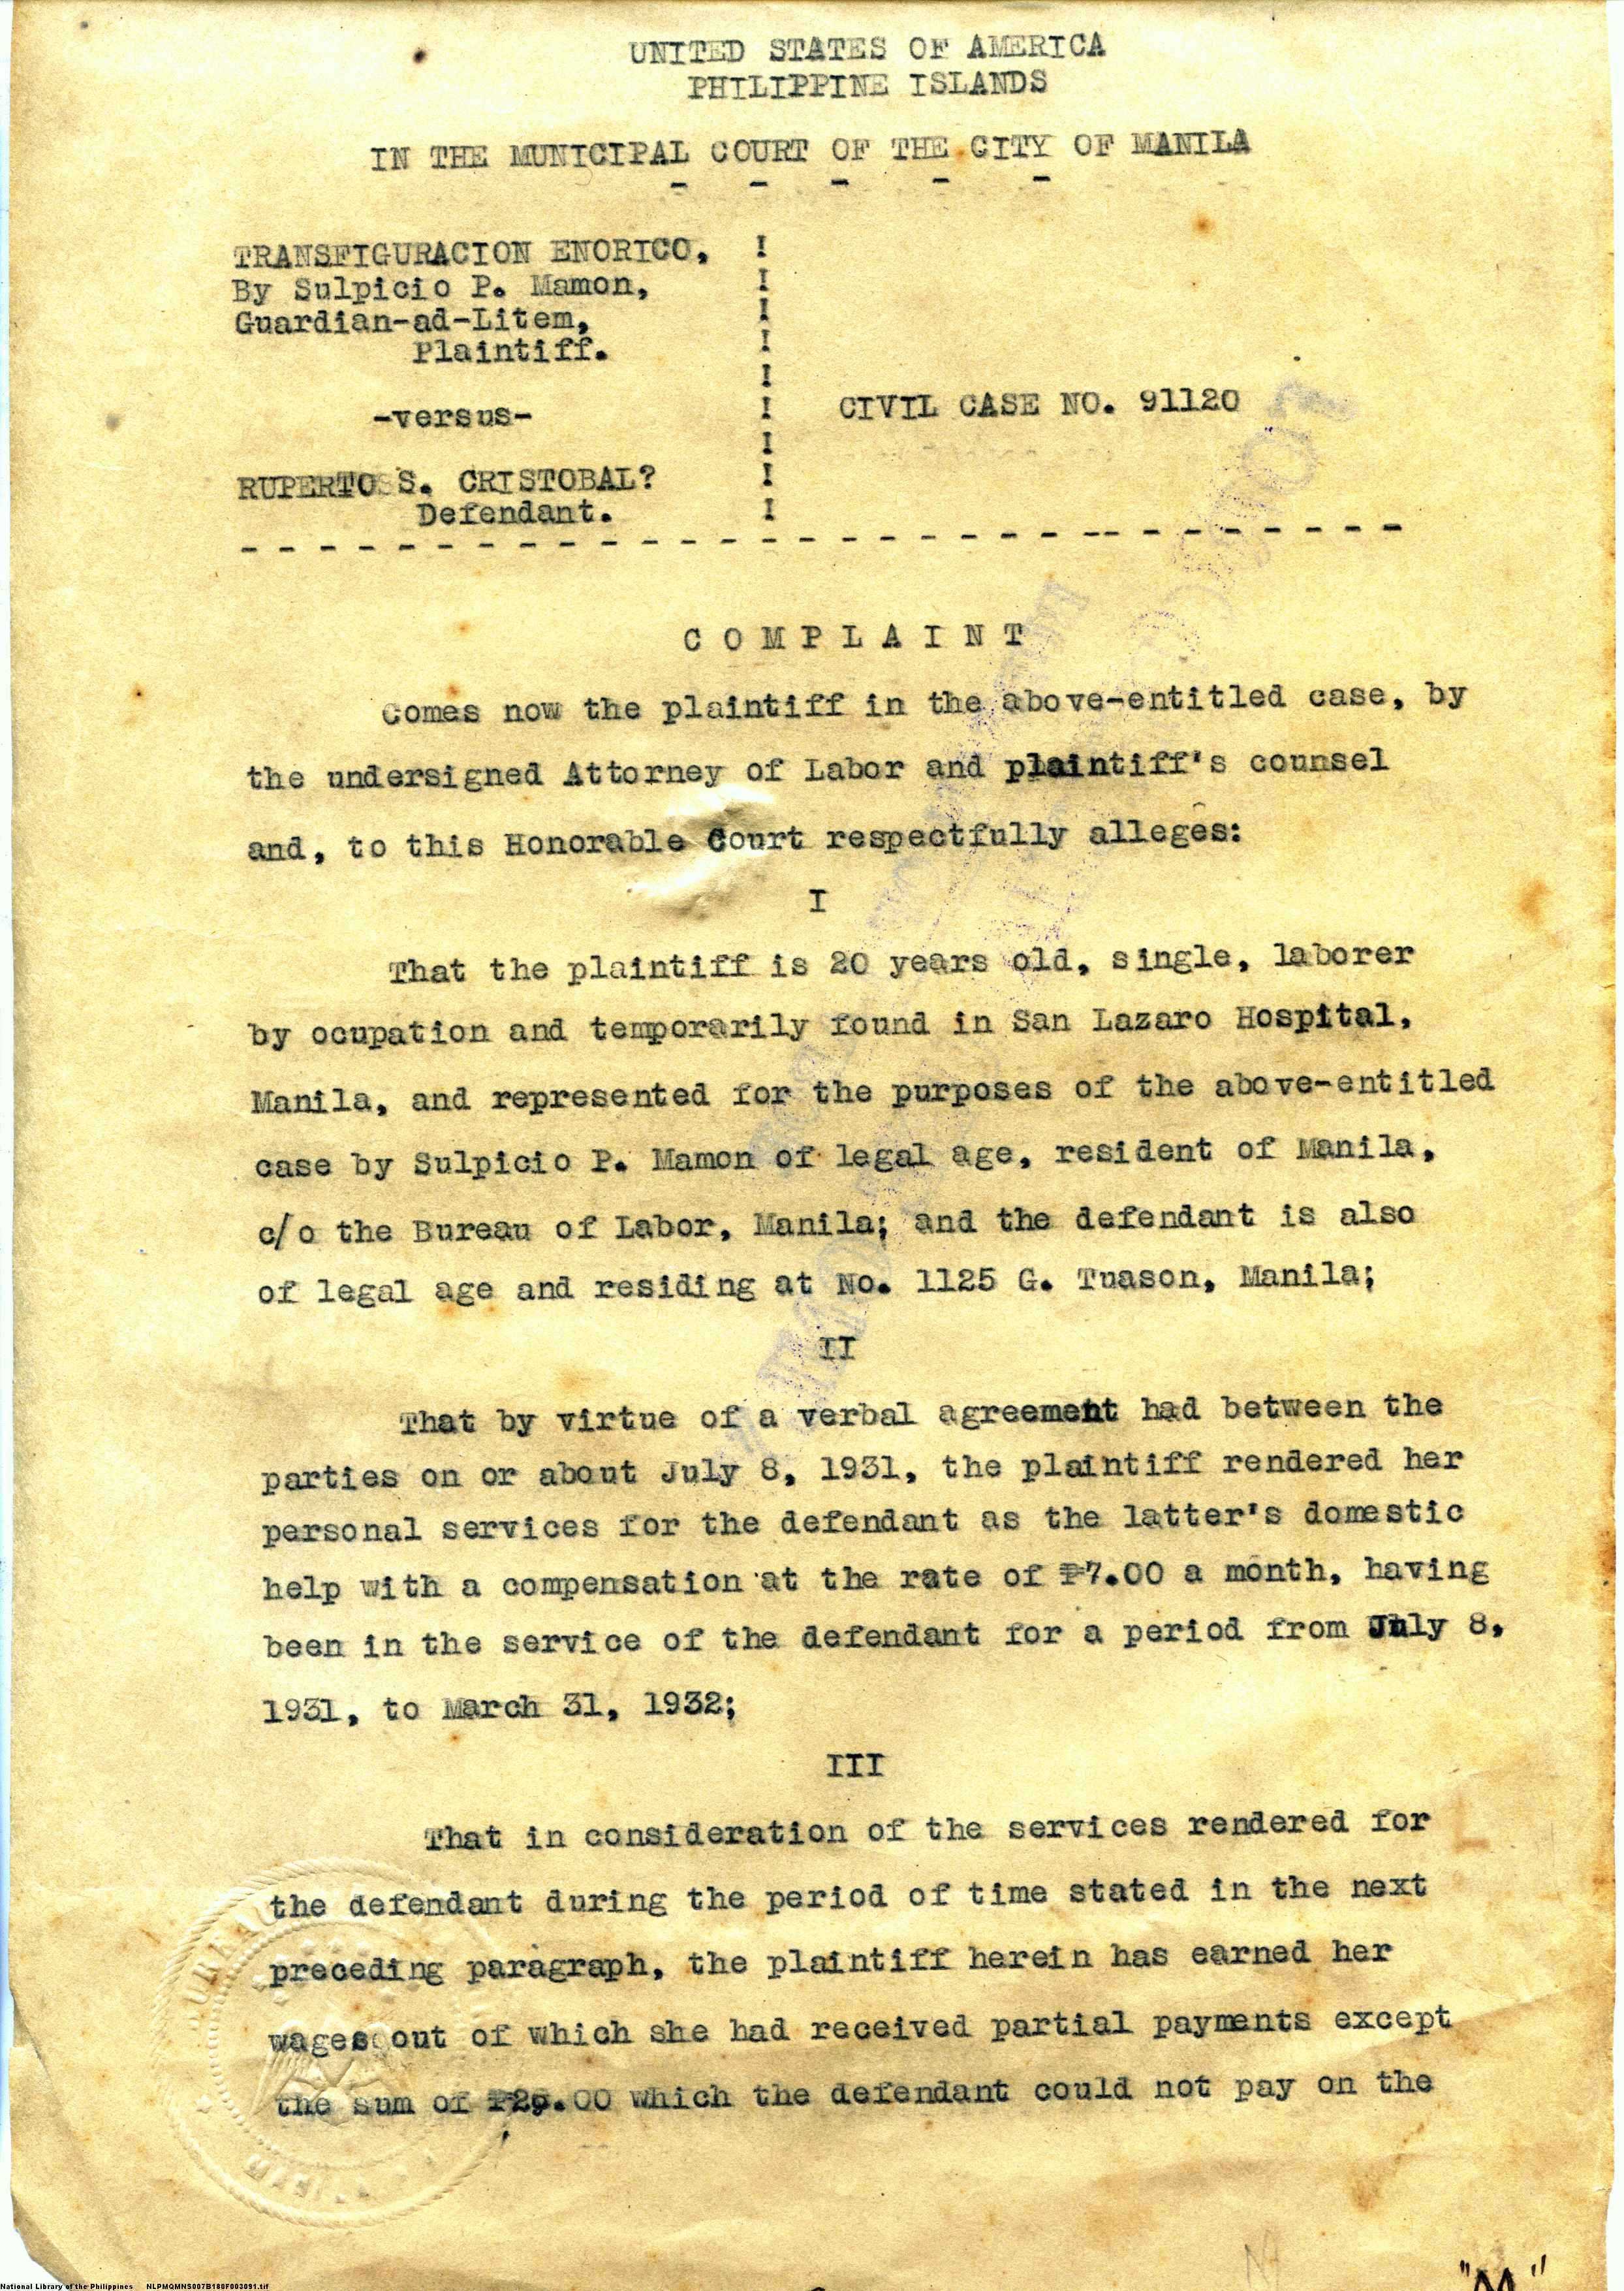 UNITED STATES OF AMERICA
PHILIPPINE ISLANDS
IN THE MUNICIPAL COURT OF THE CITY OF MANILA
- - - - -
TRANSFIGURACION ENORICO,
By Sulpicio P. Mamon,
Guardian-ad-Litem,
Plaintiff.
-versus-
CIVIL CASE NO. 91120
RUPERTO S. CRISTOBAL?
Defendant.
C O M P L A I N T
Comes now the plaintiff in the above-entitled case, by
the undersigned Attorney of Labor and plaintiff's counsel
and, to this Honorable Court respectfully alleges:
I
That the plaintiff is 20 years old, single, laborer
by ocupation and temporarily found in San Lazaro Hospital,
Manila, and represented for the purposes of the above-entitled
case by Sulpicio P. Mamon of legal age, resident of Manila,
c/o the Bureau of Labor, Manila; and the defendant is also
of legal age and residing at No. 1125 G. Tuason, Manila;
II
That by virtue of a verbal agreement had between the
parties on or about July 8, 1931, the plaintiff rendered her
personal services for the defendant as the latter's domestic
help with a compensation at the rate of ₱7.00 a month, having
been in the service of the defendant for a period from July 8,
1931, to March 31, 1932;
III
That in consideration of the services rendered for
the defendant during the period of time stated in the next
preceding paragraph, the plaintiff herein has earned her
wages out of which she had received partial payments except
the sum of which the defendant could not pay on the
MANILA
"M"
National Library of the Philippines NLPMQMNS007B180F003091.tif